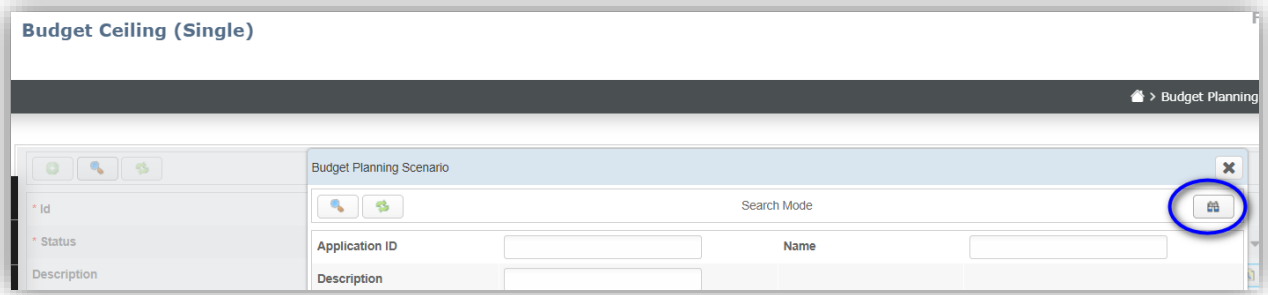 Budget Ceiling (Single)
F
> Budget Planning
Budget Planning Scenario
* Id
Search Mode
* Status
Application ID
Name
Description
Description